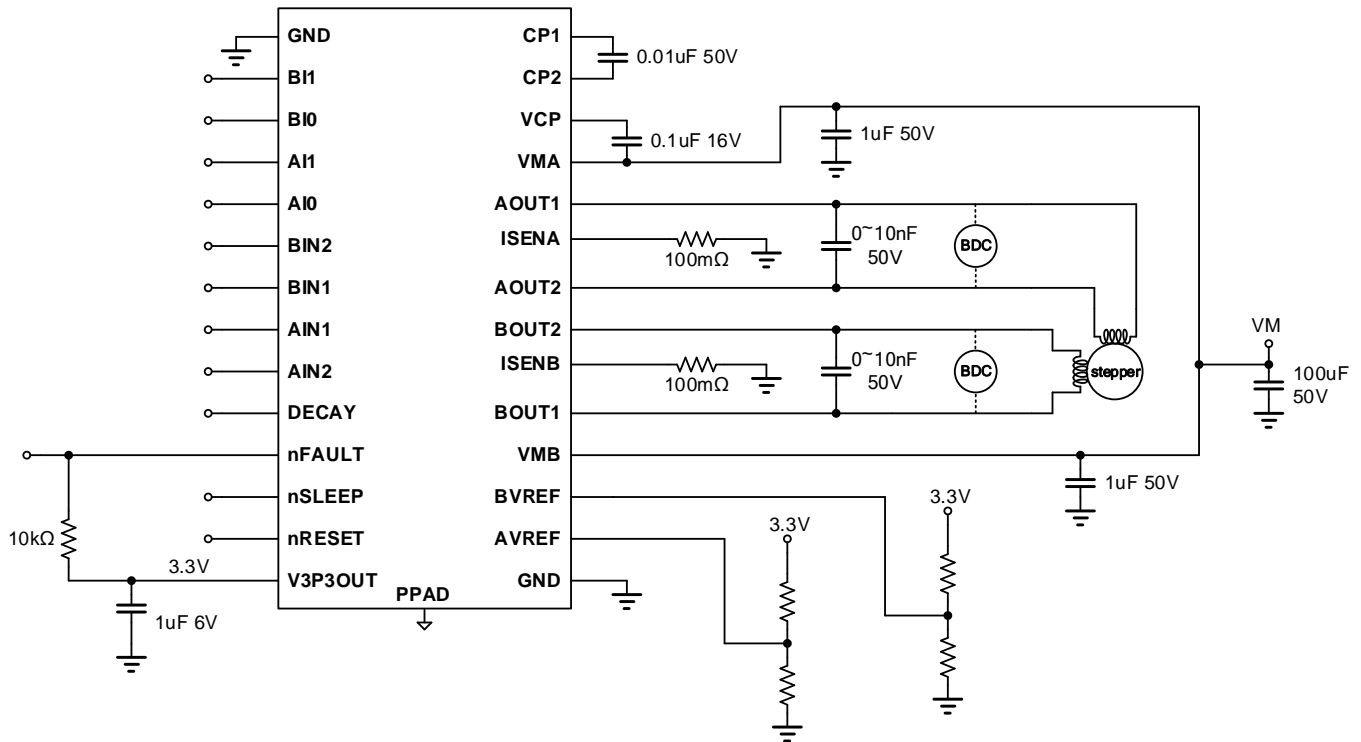 GND
BI1
BI0
AI1
AI0
BIN2
BIN1
AIN1
AIN2
DECAY
nFAULT
nSLEEP
nRESET
V3P3OUT
PPAD
CP1
CP2
VCP
VMA
AOUT1
ISENA
AOUT2
BOUT2
ISENB
BOUT1
VMB
BVREF
AVREF
GND
10kΩ
3.3V
1uF 6V
0.01uF 50V
0.1uF 16V
1uF 50V
100mΩ
0~10nF
50V
BDC
100mΩ
0~10nF
50V
BDC
stepper
VM
100uF
50V
1uF 50V
3.3V
3.3V